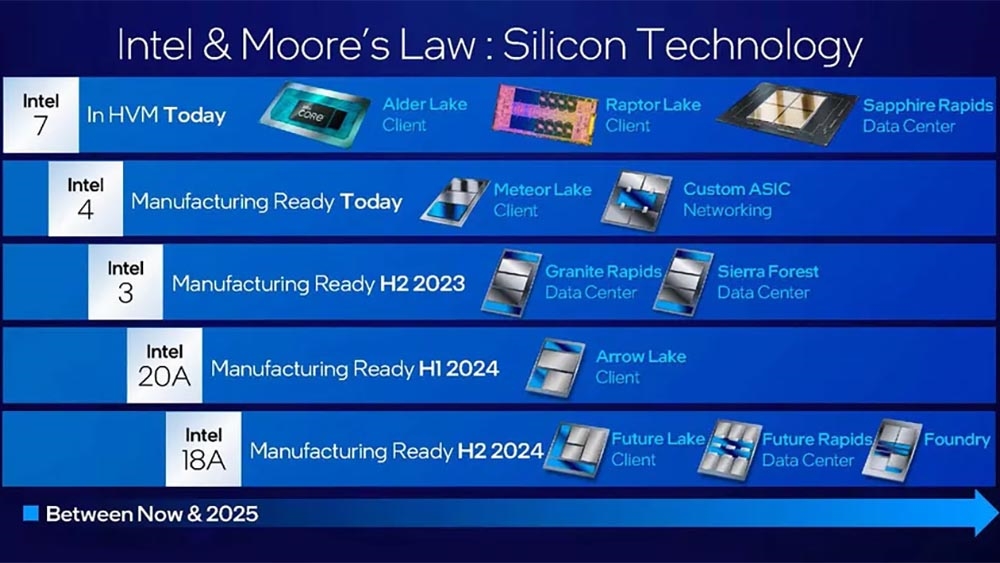 Intel & Moore's Law : Silicon Technology
Intel
7
In HVM Today
CORE
Alder Lake
Client
Raptor Lake
Client
Sapphire Rapids
Data Center
Intel
4
Manufacturing Ready Today
Meteor Lake
Client
Custom ASIC
Networking
Intel
3
Manufacturing Ready H2 2023
Granite Rapids
Data Center
Sierra Forest
Data Center
Intel
20A
Manufacturing Ready H1 2024
Arrow Lake
Client
Intel
18A
Manufacturing Ready H2 2024
Future Lake
Client
Future Rapids
Data Center
Foundry
Between Now & 2025